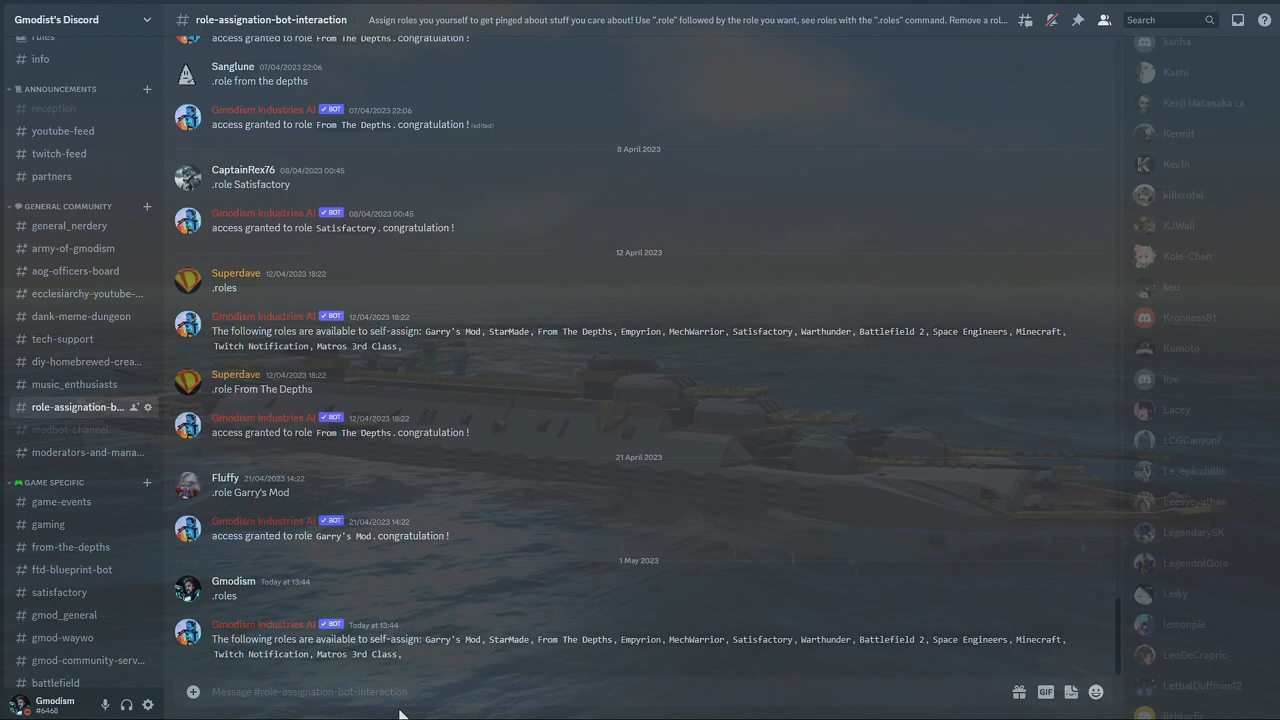 Gmodist's Discord
rules
info
ANNOUNCEMENTS
reception
youtube-feed
twitch-feed
partners
GENERAL COMMUNITY
general_nerdery
army-of-gmodism
aog-officers-board
ecclesiarchy-youtube-...
dank-meme-dungeon
tech-support
diy-homebrewed-crea...
music_enthusiasts
role-assignation-b...
modbot-channel
moderators-and-mana...
GAME SPECIFIC
game-events
gaming
from-the-depths
ftd-blueprint-bot
satisfactory
gmod_general
gmod-waywo
gmod-community-serv...
battlefield
Gmodism
#6468
# role-assignation-bot-interaction
Assign roles you yourself to get pinged about stuff you care about! Use ".role" followed by the role you want, see roles with the ".roles" command. Remove a rol...
Search
access granted to role From The Depths. congratulation !
Sanglune 07/04/2023 22:06
.role from the depths
Gmodism Industries AI BOT 07/04/2023 22:06
access granted to role From The Depths. congratulation ! (edited)
8 April 2023
CaptainRex76 08/04/2023 00:45
.role Satisfactory
Gmodism Industries AI BOT 08/04/2023 00:45
access granted to role Satisfactory. congratulation !
12 April 2023
Superdave 12/04/2023 18:22
.roles
Gmodism Industries AI BOT 12/04/2023 18:22
The following roles are available to self-assign: Garry's Mod, StarMade, From The Depths, Empyrion, MechWarrior, Satisfactory, Warthunder, Battlefield 2, Space Engineers, Minecraft,
Twitch Notification, Matros 3rd Class,
Superdave 12/04/2023 18:22
.role From The Depths
Gmodism Industries AI BOT 12/04/2023 18:22
access granted to role From The Depths. congratulation !
21 April 2023
Fluffy 21/04/2023 14:22
.role Garry's Mod
Gmodism Industries AI BOT 21/04/2023 14:22
access granted to role Garry's Mod. congratulation !
1 May 2023
Gmodism Today at 13:44
.roles
Gmodism Industries AI BOT Today at 13:44
The following roles are available to self-assign: Garry's Mod, StarMade, From The Depths, Empyrion, MechWarrior, Satisfactory, Warthunder, Battlefield 2, Space Engineers, Minecraft,
Twitch Notification, Matros 3rd Class,
Message #role-assignation-bot-interaction
GIF
kanha
Kashi
Kenji Hatanaka CA
Kermit
Kev1n
killerofal
KJWall
Kole-Chan
kou
Kronnoss81
Kumoto
kye
Lacey
LCGCanyon7
Le_epicchillin
Leevyevathan
LegendarySK
LegendofGore
Leiky
lemonpie
LeoDeCraprio
LethalDuffman12